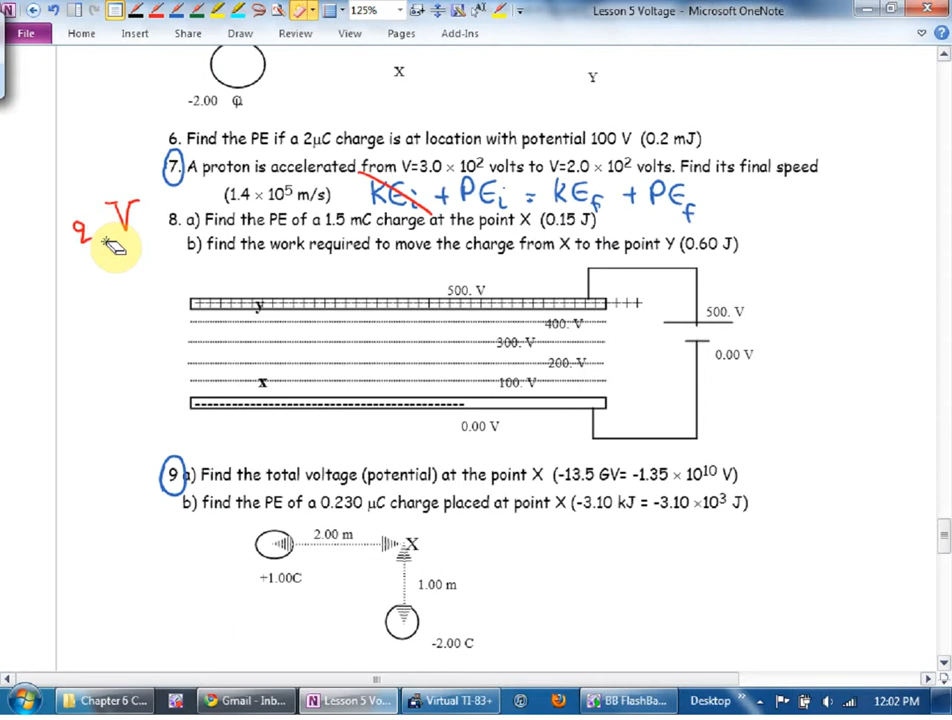 Lesson 5 Voltage - Microsoft OneNote
125%
File Home Insert Share Draw Review View Pages Add-Ins
X
Y
-2.00
6. Find the PE if a 2μC charge is at location with potential 100 V (0.2 mJ)
7. A proton is accelerated from V=3.0 × 10² volts to V=2.0 × 10² volts. Find its final speed
(1.4 × 10⁵ m/s) KEi + PEi = KEf + PEf
8. a) Find the PE of a 1.5 mC charge at the point X (0.15 J)
q V
b) find the work required to move the charge from X to the point Y (0.60 J)
500. V
y
500. V
400. V
300. V
0.00 V
200. V
x 100. V
0.00 V
9 a) Find the total voltage (potential) at the point X (-13.5 GV= -1.35 × 10¹⁰ V)
b) find the PE of a 0.230 μC charge placed at point X (-3.10 kJ = -3.10 ×10³ J)
2.00 m
X
+1.00C
1.00 m
-2.00 C
Chapter 6 C... Gmail - Inb... Lesson 5 Vo... Virtual TI-83+ BB FlashBa... Desktop 12:02 PM